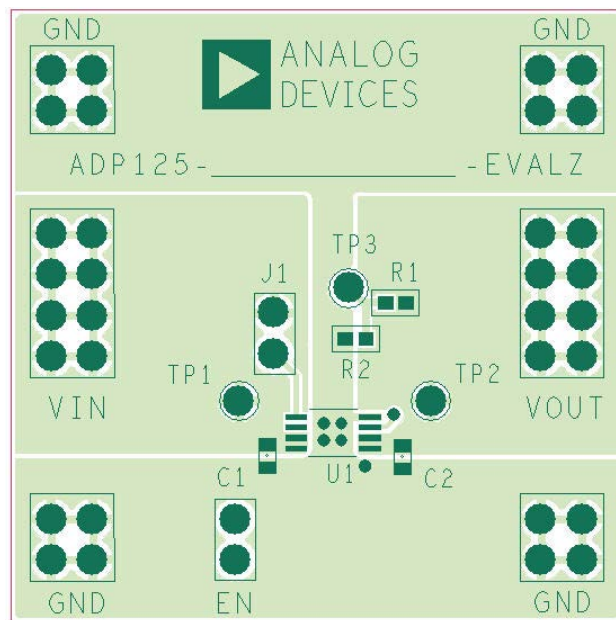 GND
ANALOG
DEVICES
GND
ADP125-________________-EVALZ
TP3
J1
R1
R2
TP1
TP2
VIN
VOUT
C1
U1
C2
GND
EN
GND